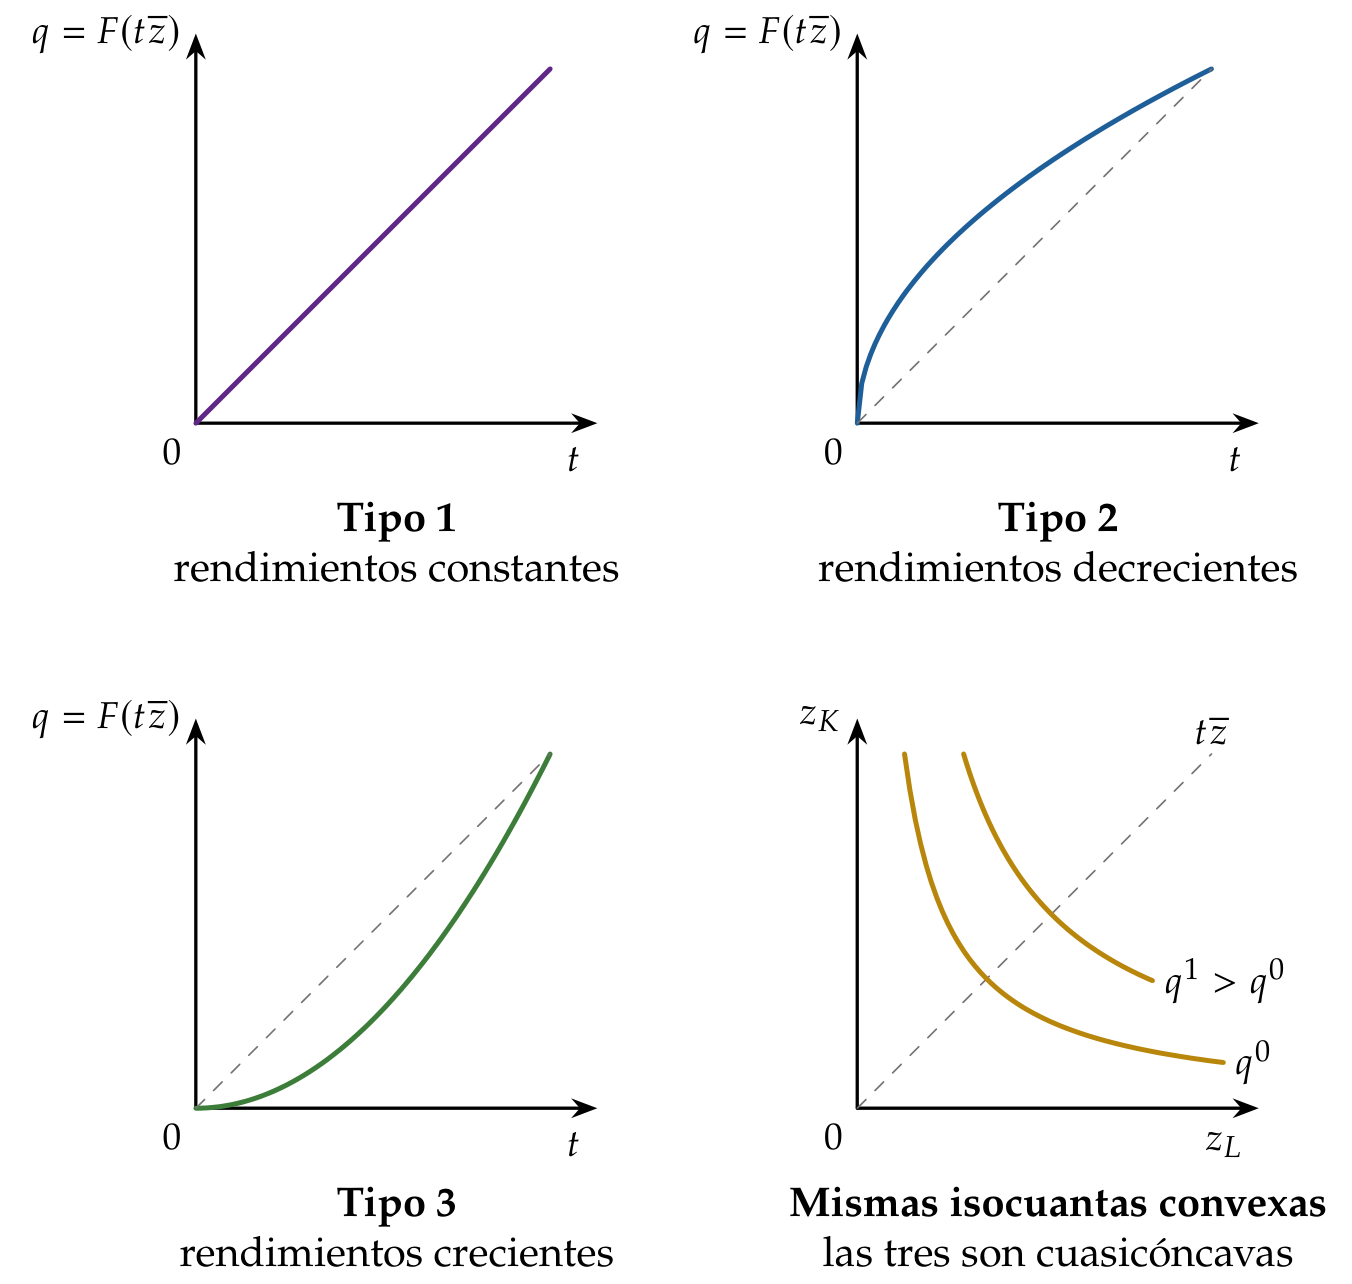 q = F(tz̅)
0
t
Tipo 1
rendimientos constantes
q = F(tz̅)
0
t
Tipo 2
rendimientos decrecientes
q = F(tz̅)
0
t
Tipo 3
rendimientos crecientes
z_K
tz̅
q¹ > q⁰
q⁰
0
z_L
Mismas isocuantas convexas
las tres son cuasicóncavas